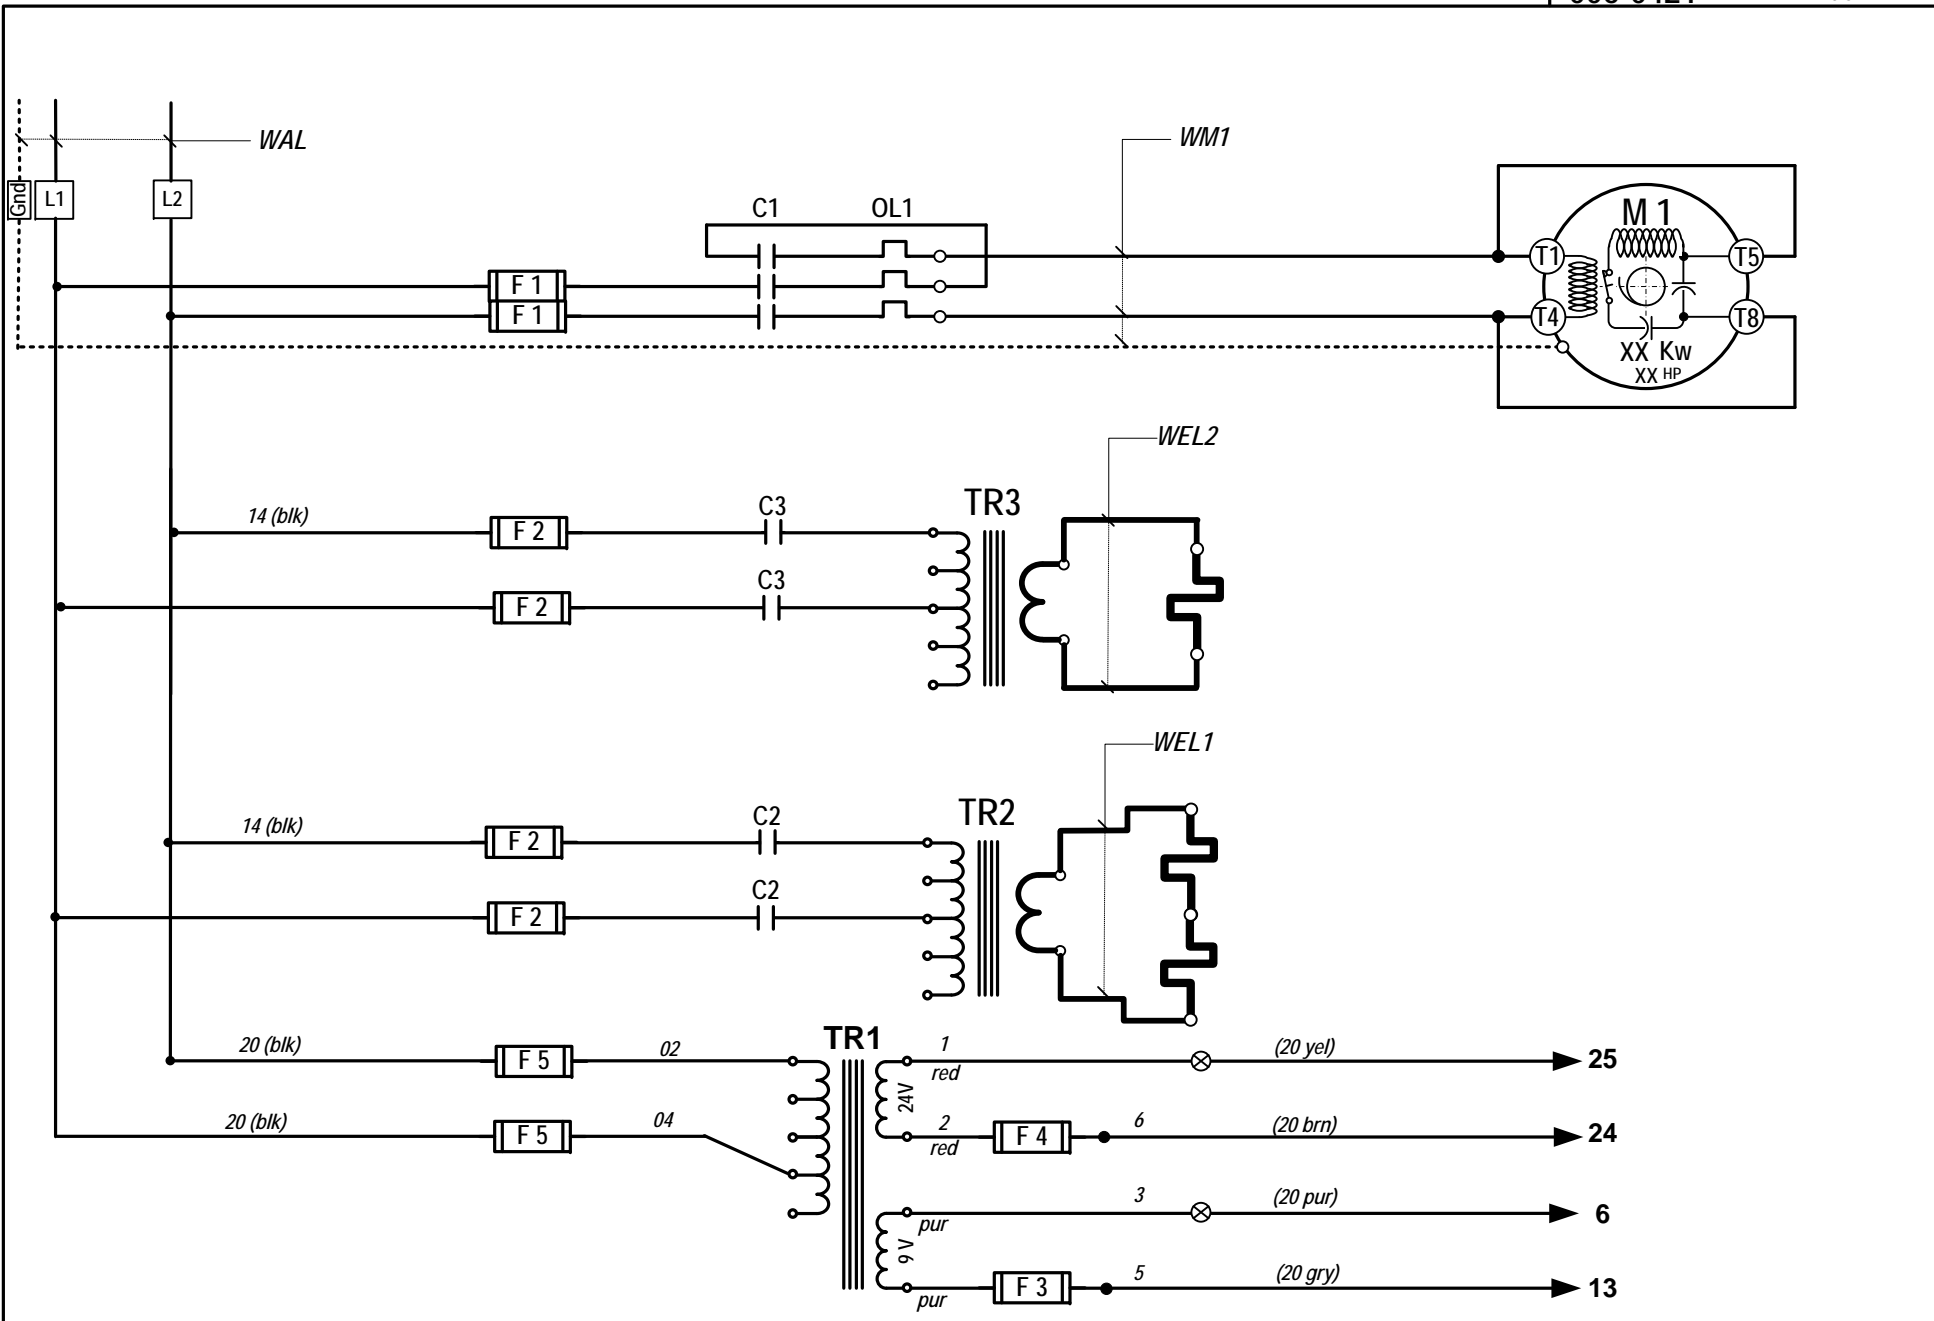 WAL
WM1
Gnd
L1
L2
C1 OL1
M 1
T1
T5
F 1
F 1
T4
T8
XX Kw
XX HP
WEL2
14 (blk)
F 2
C3
TR3
F 2
C3
WEL1
14 (blk)
F 2
C2
TR2
F 2
C2
TR1
20 (blk)
F 5
02
24V
1
red
(20 yel)
25
20 (blk)
F 5
04
2
red
F 4
6
(20 brn)
24
9 V
pur
3
(20 pur)
6
pur
F 3
5
(20 gry)
13